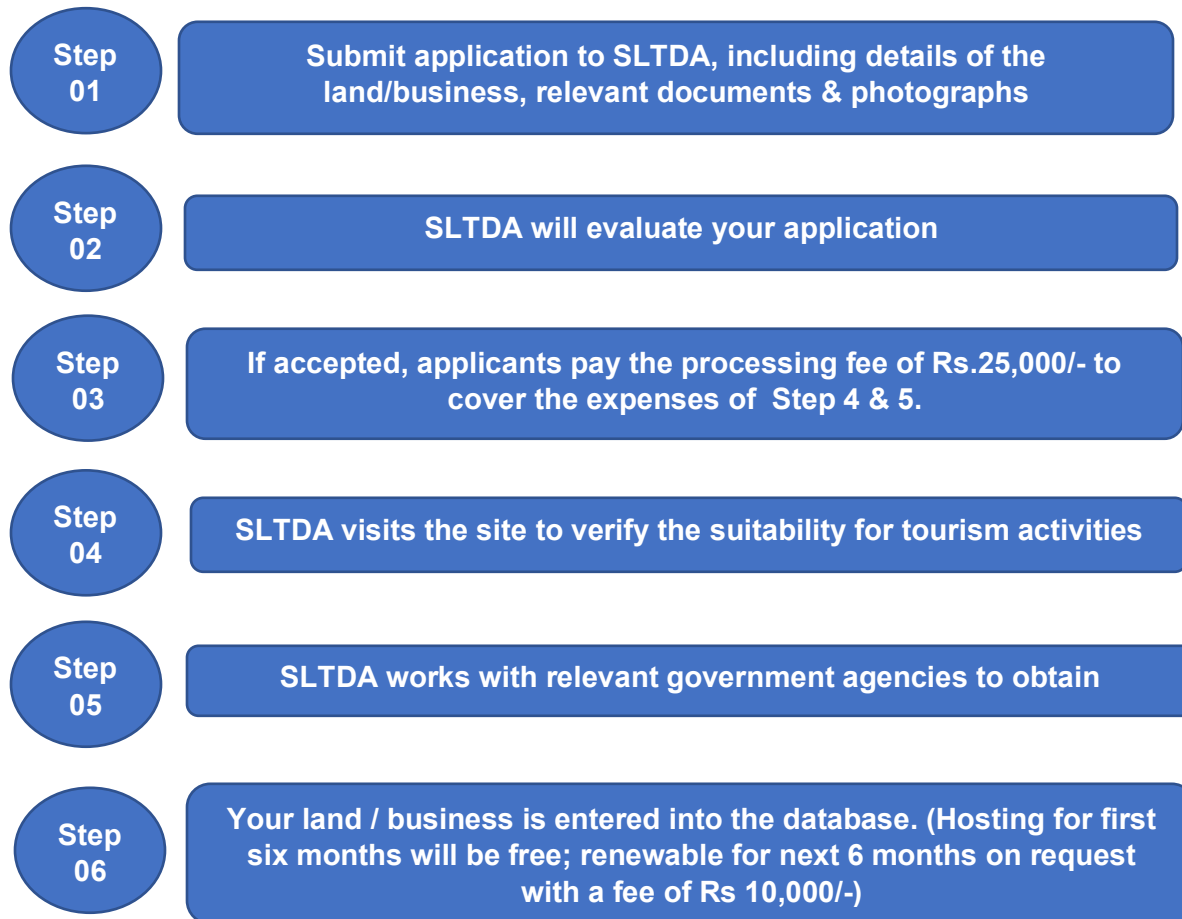 Step
01
Submit application to SLTDA, including details of the
land/business, relevant documents & photographs
Step
02
SLTDA will evaluate your application
Step
03
If accepted, applicants pay the processing fee of Rs.25,000/- to
cover the expenses of  Step 4 & 5.
Step
04
SLTDA visits the site to verify the suitability for tourism activities
Step
05
SLTDA works with relevant government agencies to obtain
Step
06
Your land / business is entered into the database. (Hosting for first
six months will be free; renewable for next 6 months on request
with a fee of Rs 10,000/-)